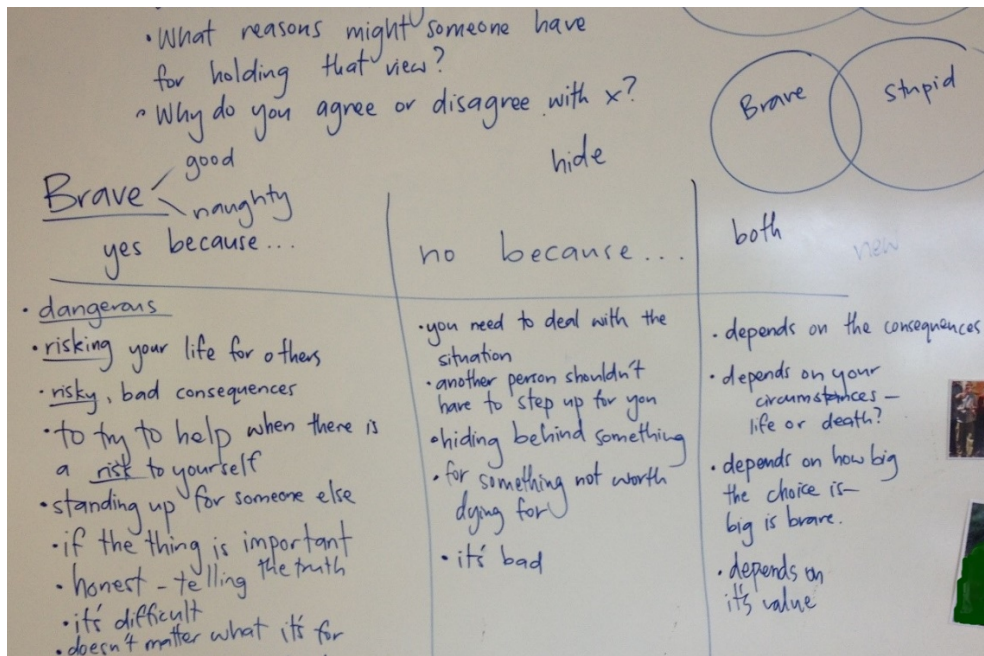 • What reasons might someone have
for holding that view?
• Why do you agree or disagree with x?
hide
Brave
Stupid
Brave
good
naughty
yes because...
no because...
both
new
• dangerous
• risking your life for others
• risky, bad consequences
• to try to help when there is
a risk to yourself
• standing up for someone else
• if the thing is important
• honest - telling the truth
• it's difficult
• doesn't matter what it's for
• you need to deal with the
situation
• another person shouldn't
have to step up for you
• hiding behind something
• for something not worth
dying for
• it's bad
• depends on the consequences
• depends on your
circumstances –
life or death?
• depends on how big
the choice is–
big is brave.
• depends on
it's value